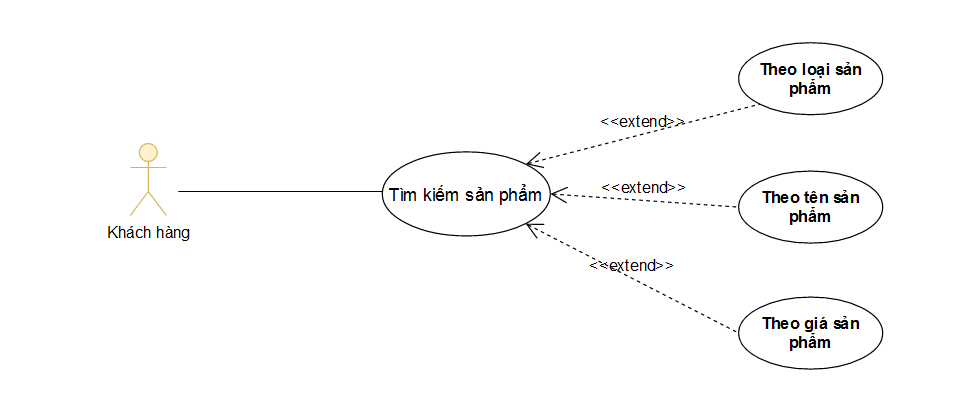 Khách hàng
Tìm kiếm sản phẩm
<<extend>>
<<extend>>
<<extend>>
Theo loại sản
phẩm
Theo tên sản
phẩm
Theo giá sản
phẩm